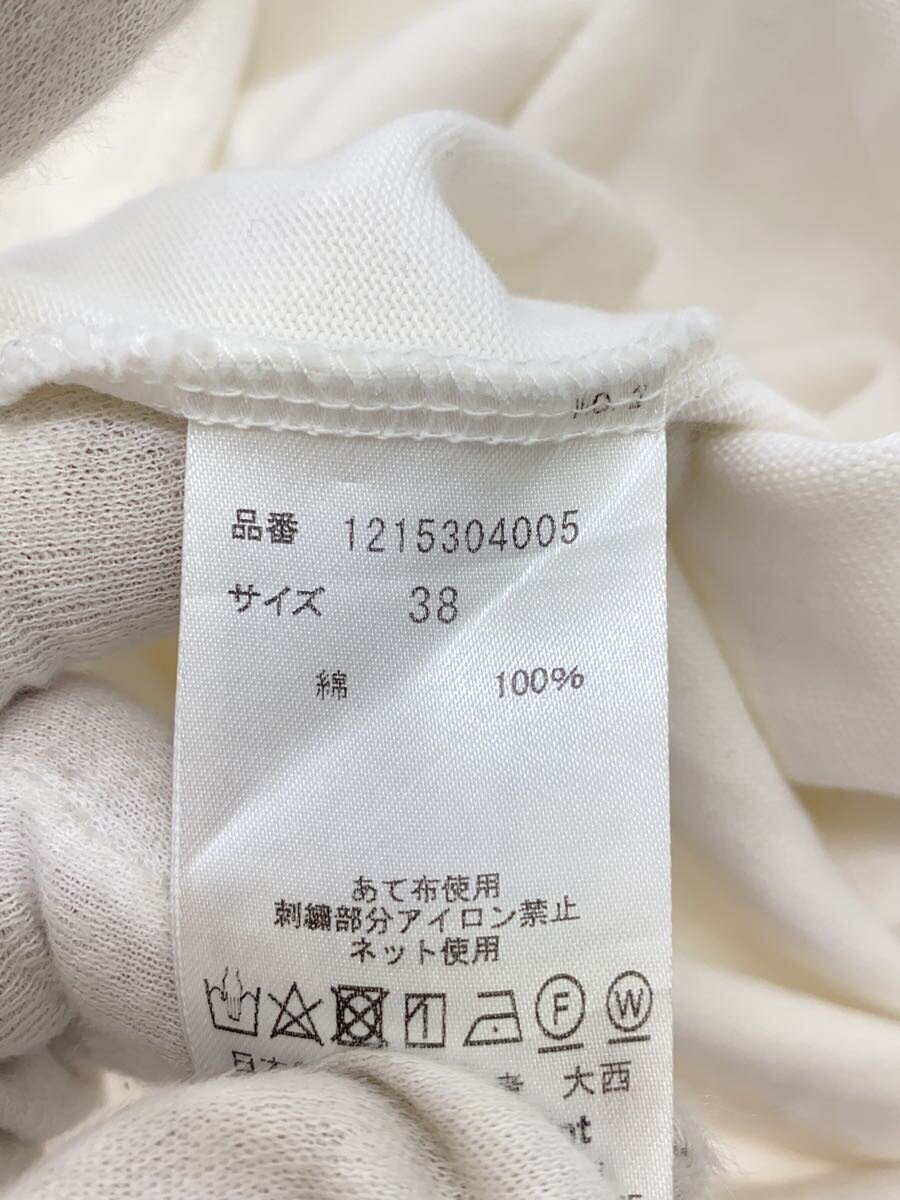 品番 1215304005
サイズ 38
綿 100%
あて布使用
刺繍部分アイロン禁止
ネット使用
F W
大西